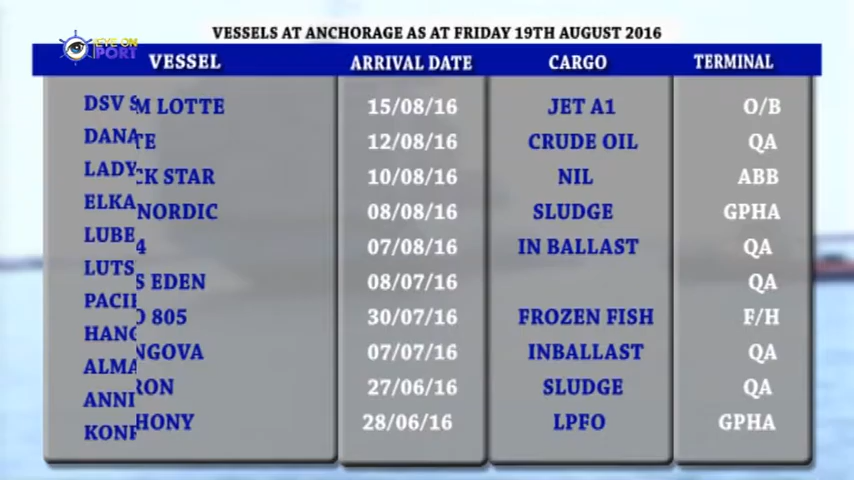 VESSELS AT ANCHORAGE AS AT FRIDAY 19TH AUGUST 2016
EYE ON PORT
VESSEL ARRIVAL DATE CARGO TERMINAL
DSV S M LOTTE 15/08/16 JET A1 O/B
DANA TE 12/08/16 CRUDE OIL QA
LADY CK STAR 10/08/16 NIL ABB
ELKA NORDIC 08/08/16 SLUDGE GPHA
LUBE 4 07/08/16 IN BALLAST QA
LUTS S EDEN 08/07/16 QA
PACI O 805 30/07/16 FROZEN FISH F/H
HANG NGOVA 07/07/16 INBALLAST QA
ALMA RON 27/06/16 SLUDGE QA
ANNI HONY 28/06/16 LPFO GPHA
KON